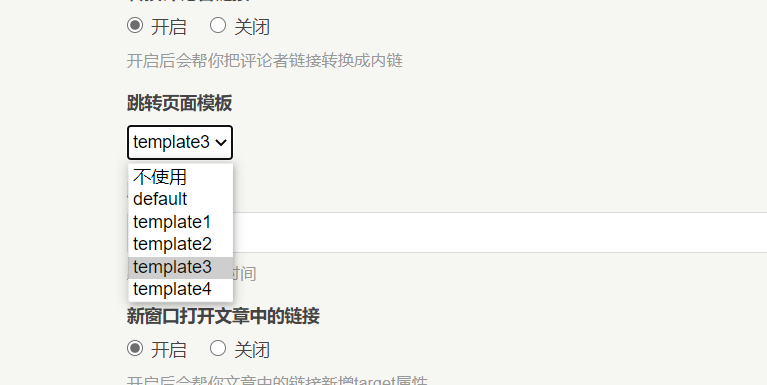 开启 关闭
开启后会帮你把评论者链接转换成内链
跳转页面模板
template3
不使用
default
template1
template2
template3
时间
template4
新窗口打开文章中的链接
开启 关闭
开启后会帮你文章中的链接新增target属性